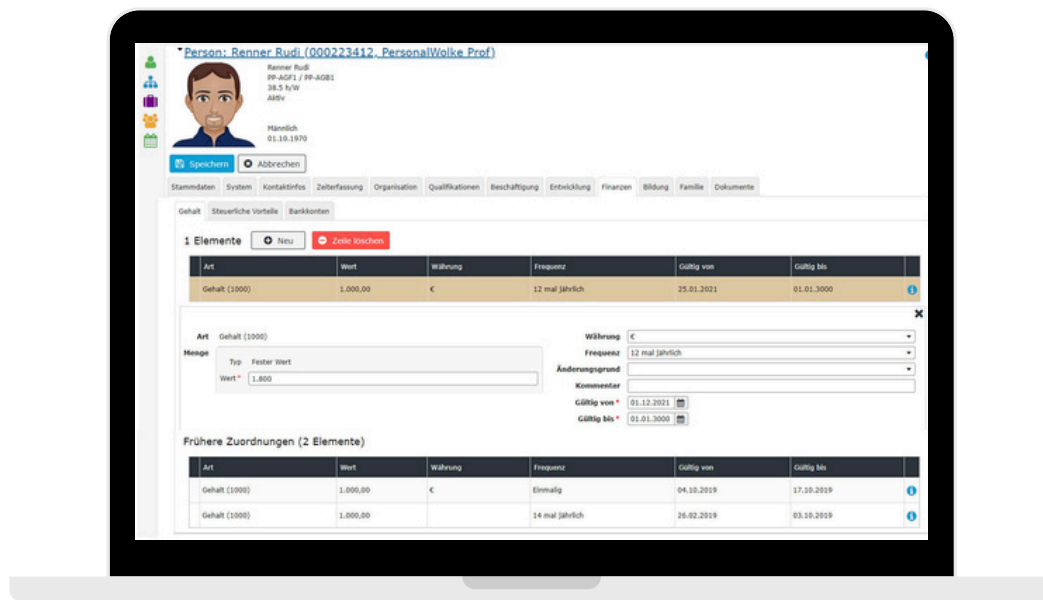 Person: Renner Rudi (000223412, PersonalWolke Prof)
Renner Rudi
PP-AGF1 / PP-AGB1
38.5 h/W
Aktiv
Männlich
01.10.1970
Speichern Abbrechen
Stammdaten System Kontaktinfos Zeiterfassung Organisation Qualifikationen Beschäftigung Entwicklung Finanzen Bildung Familie Dokumente
Gehalt Steuerliche Vorteile Bankkonten
1 Elemente Neu Zeile löschen
Art Wert Währung Frequenz Gültig von Gültig bis
Gehalt (1000) 1.000,00 € 12 mal jährlich 25.01.2021 01.01.3000
Art Gehalt (1000) Währung €
Menge Frequenz 12 mal jährlich
Typ Fester Wert Änderungsgrund
Wert* 1.800 Kommentar
Gültig von * 01.12.2021
Gültig bis * 01.01.3000
Frühere Zuordnungen (2 Elemente)
Art Wert Währung Frequenz Gültig von Gültig bis
Gehalt (1000) 1.000,00 € Einmalig 04.10.2019 17.10.2019
Gehalt (1000) 1.000,00 14 mal jährlich 26.02.2019 03.10.2019